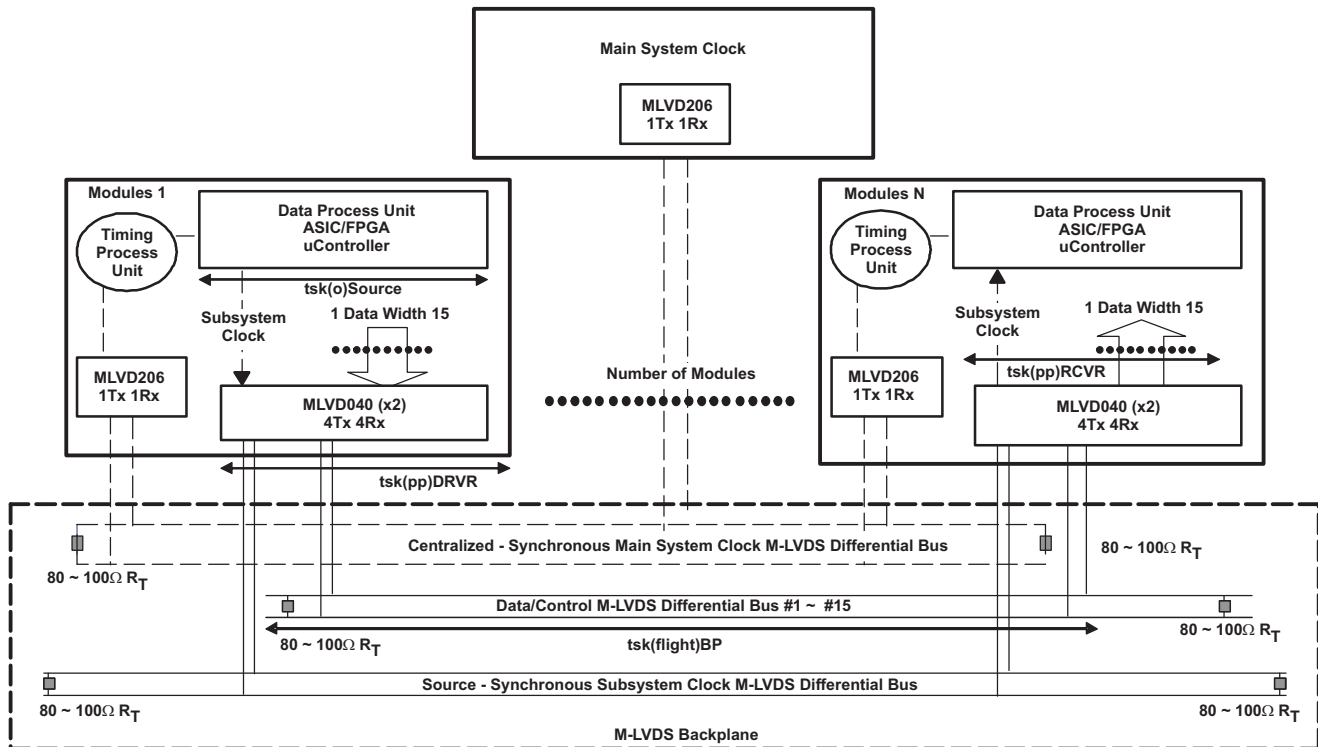 Main System Clock
MLVD206
1Tx 1Rx
Modules 1
Data Process Unit
ASIC/FPGA
uController
Timing
Process
Unit
tsk(o)Source
Subsystem
Clock
1 Data Width 15
MLVD206
1Tx 1Rx
MLVD040 (x2)
4Tx 4Rx
tsk(pp)DRVR
Number of Modules
Modules N
Data Process Unit
ASIC/FPGA
uController
Timing
Process
Unit
Subsystem
Clock
1 Data Width 15
tsk(pp)RCVR
MLVD206
1Tx 1Rx
MLVD040 (x2)
4Tx 4Rx
Centralized - Synchronous Main System Clock M-LVDS Differential Bus
80 ~ 100Ω RT
80 ~ 100Ω RT
Data/Control M-LVDS Differential Bus #1 ~ #15
80 ~ 100Ω RT
tsk(flight)BP
80 ~ 100Ω RT
Source - Synchronous Subsystem Clock M-LVDS Differential Bus
80 ~ 100Ω RT
80 ~ 100Ω RT
M-LVDS Backplane